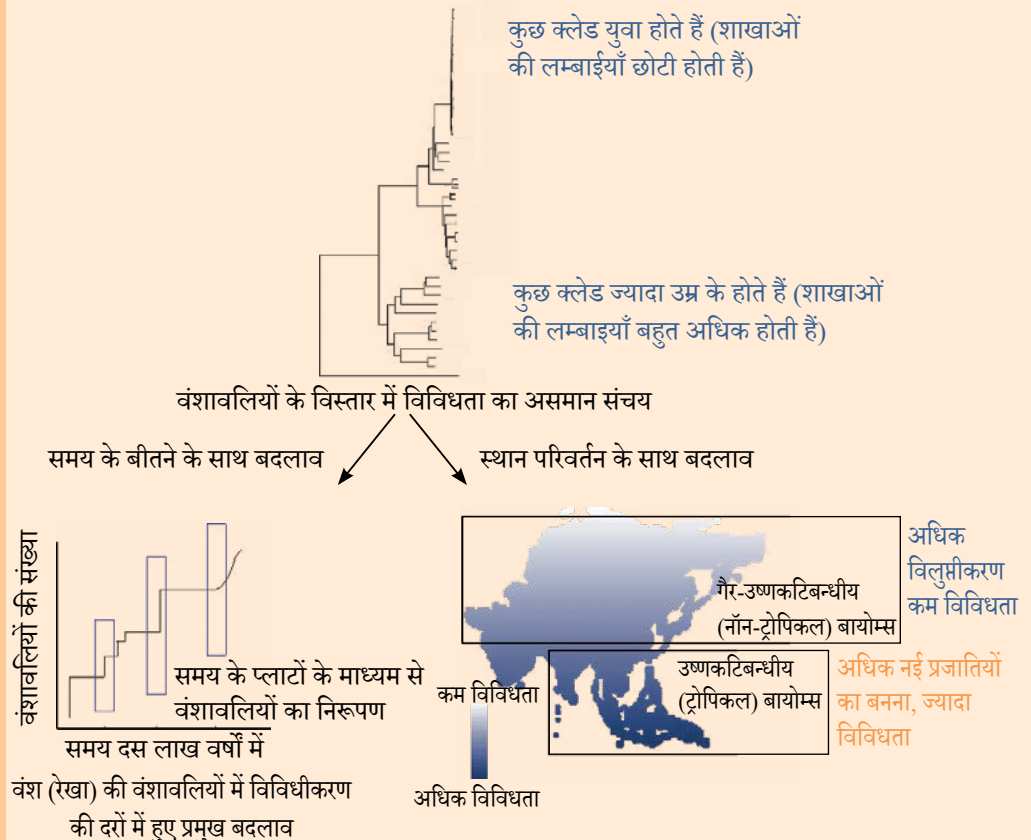 कुछ क्लेड युवा होते हैं (शाखाओं
की लम्बाईयाँ छोटी होती हैं)
कुछ क्लेड ज्यादा उम्र के होते हैं (शाखाओं
की लम्बाइयाँ बहुत अधिक होती हैं)
वंशावलियों के विस्तार में विविधता का असमान संचय
समय के बीतने के साथ बदलाव
स्थान परिवर्तन के साथ बदलाव
वंशावलियों की संख्या
समय के प्लाटों के माध्यम से
वंशावलियों का निरूपण
समय दस लाख वर्षों में
वंश (रेखा) की वंशावलियों में विविधीकरण
की दरों में हुए प्रमुख बदलाव
गैर-उष्णकटिबन्धीय
(नॉन-ट्रोपिकल) बायोम्स
अधिक
विलुप्तीकरण
कम विविधता
उष्णकटिबन्धीय
(ट्रोपिकल) बायोम्स
अधिक नई प्रजातियों
का बनना, ज्यादा
विविधता
कम विविधता
अधिक विविधता